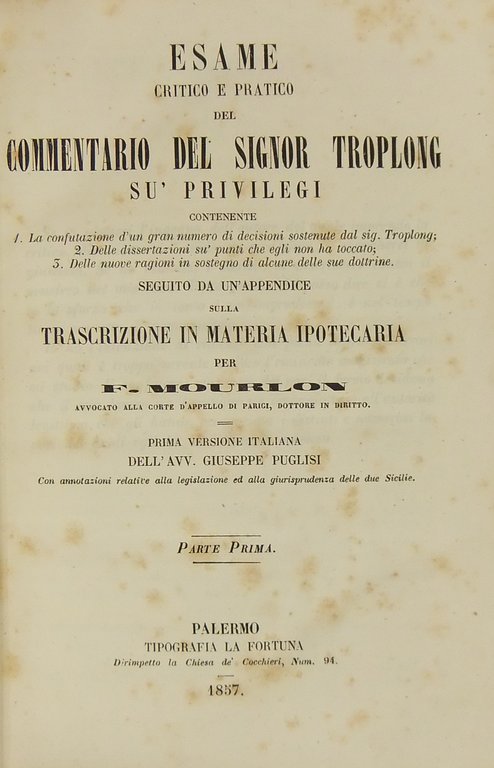 ESAME
CRITICO E PRATICO
DEL
COMMENTARIO DEL SIGNOR TROPLONG
SU' PRIVILEGI
CONTENENTE
1. La confutazione d'un gran numero di decisioni sostenute dal sig. Troplong;
2. Delle dissertazioni su' punti che egli non ha toccato;
3. Delle nuove ragioni in sostegno di alcune delle sue dottrine.
SEGUITO DA UN'APPENDICE
SULLA
TRASCRIZIONE IN MATERIA IPOTECARIA
PER
F. MOURLON
AVVOCATO ALLA CORTE D'APPELLO DI PARIGI, DOTTORE IN DIRITTO.
PRIMA VERSIONE ITALIANA
DELL'AVV. GIUSEPPE PUGLISI
Con annotazioni relative alla legislazione ed alla giurisprudenza delle due Sicilie.
PARTE PRIMA.
PALERMO
TIPOGRAFIA LA FORTUNA
Dirimpetto la Chiesa de' Cocchieri, Num. 94.
1857.